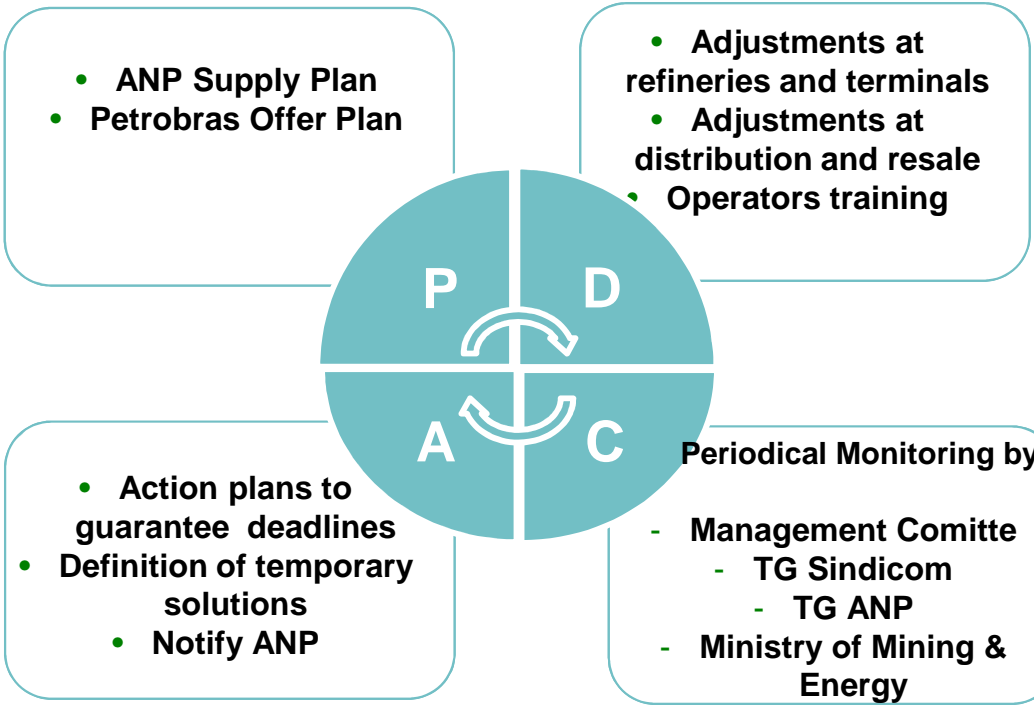 • ANP Supply Plan
• Petrobras Offer Plan
• Adjustments at
refineries and terminals
• Adjustments at
distribution and resale
• Operators training
P
D
A
C
• Action plans to
guarantee deadlines
• Definition of temporary
solutions
• Notify ANP
Periodical Monitoring by
- Management Comitte
- TG Sindicom
- TG ANP
- Ministry of Mining &
Energy